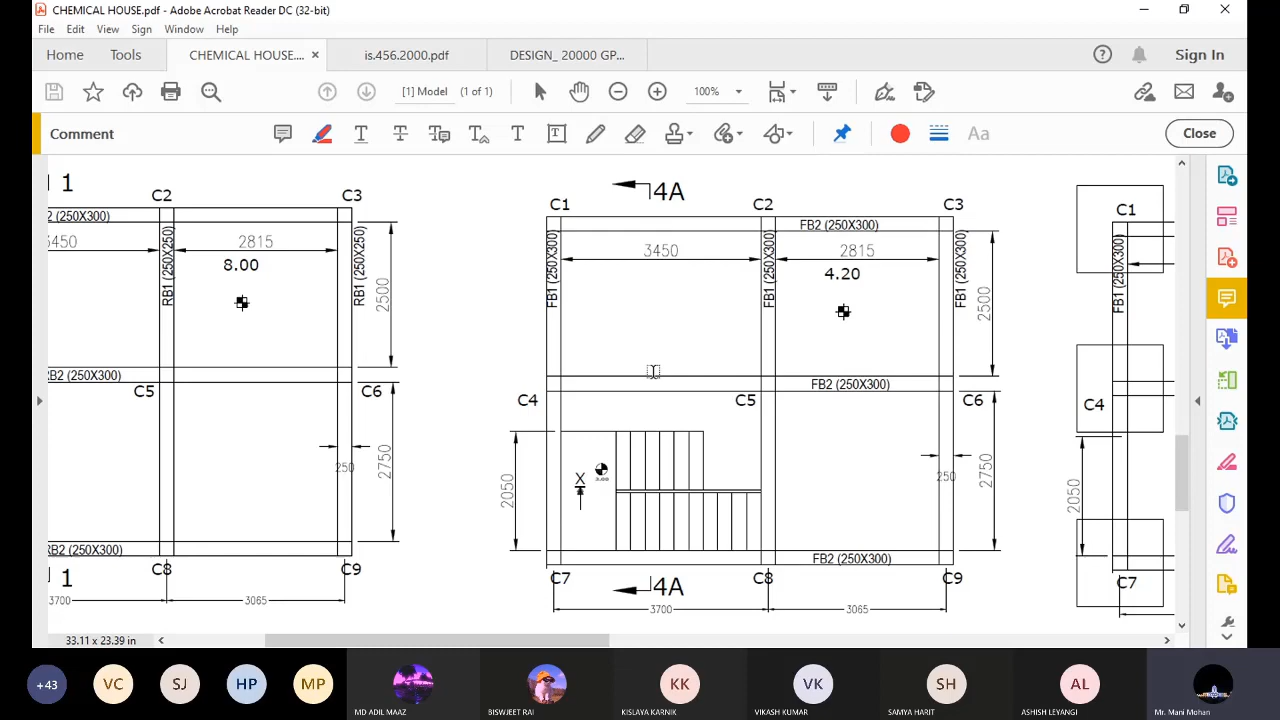 CHEMICAL HOUSE.pdf - Adobe Acrobat Reader DC (32-bit)
File Edit View Sign Window Help
Home Tools CHEMICAL HOUSE.... × is.456.2000.pdf DESIGN_ 20000 GP... Sign In
[1] Model (1 of 1) 100%
Comment Aa Close
1 C2 C3
(250X300)
3450 2815
8.00
RB1 (250X250)
RB1 (250X250)
2500
RB2 (250X300)
C5 C6
250
2750
RB2 (250X300)
1 C8 C9
3700 3065
4A
C1 C2 C3
FB2 (250X300)
3450 2815
4.20
FB1 (250X300)
FB1 (250X300)
FB1 (250X300)
2500
FB2 (250X300)
C4 C5 C6
X
2050
250
2750
FB2 (250X300)
C7 4A C8 C9
3700 3065
C1
FB1 (250X300)
C4
2050
C7
33.11 x 23.39 in
+43 VC SJ HP MP KK VK SH AL
MD ADIL MAAZ BISWJEET RAI KISLAYA KARNIK VIKASH KUMAR SAMYA HARIT ASHISH LEYANGI Mr. Mani Mohan